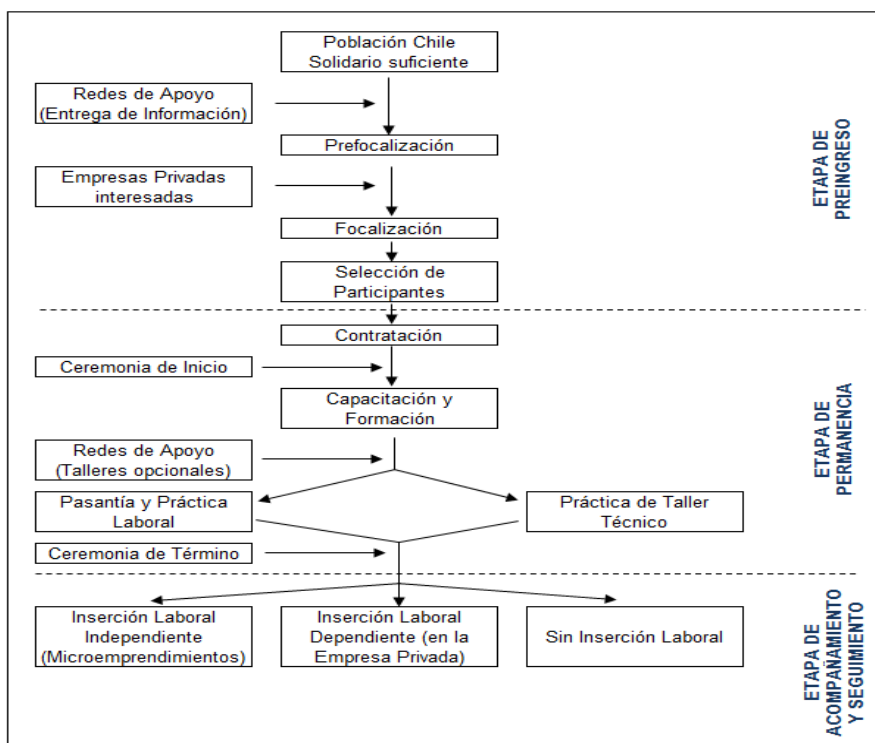 Población Chile
Solidario suficiente
Redes de Apoyo
(Entrega de Información)
Prefocalización
Empresas Privadas
interesadas
Focalización
Selección de
Participantes
ETAPA DE
PREINGRESO
Contratación
Ceremonia de Inicio
Capacitación y
Formación
Redes de Apoyo
(Talleres opcionales)
Pasantía y Práctica
Laboral
Práctica de Taller
Técnico
Ceremonia de Término
ETAPA DE
PERMANENCIA
Inserción Laboral
Independiente
(Microemprendimientos)
Inserción Laboral
Dependiente (en la
Empresa Privada)
Sin Inserción Laboral
ETAPA DE
ACOMPAÑAMIENTO
Y SEGUIMIENTO